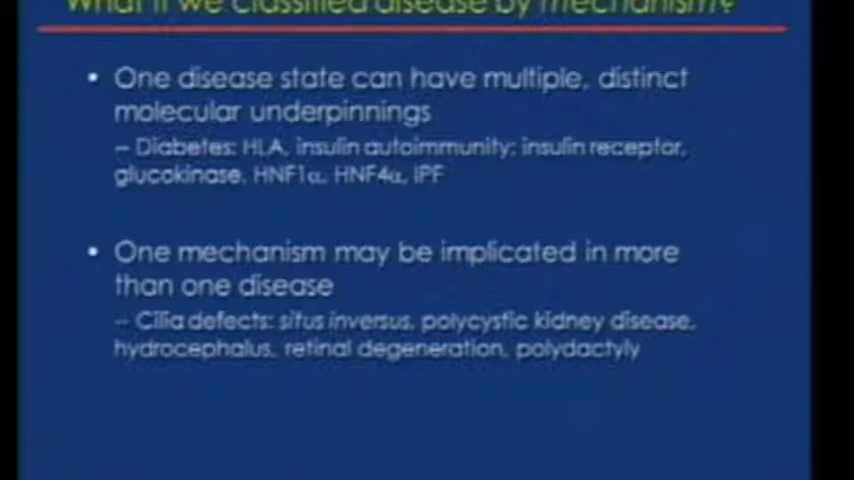 What if we classified disease by mechanism?
• One disease state can have multiple, distinct
molecular underpinnings
– Diabetes: HLA, insulin autoimmunity; insulin receptor,
glucokinase, HNF1α, HNF4α, IPF
• One mechanism may be implicated in more
than one disease
– Cilia defects: situs inversus, polycystic kidney disease,
hydrocephalus, retinal degeneration, polydactyly